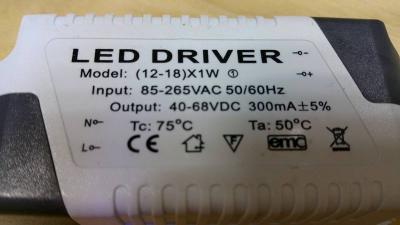 LED DRIVER
Model: (12-18)X1W ①
Input: 85-265VAC 50/60Hz
Output: 40-68VDC 300mA±5%
N Tc: 75°C Ta: 50°C
L CE F emc